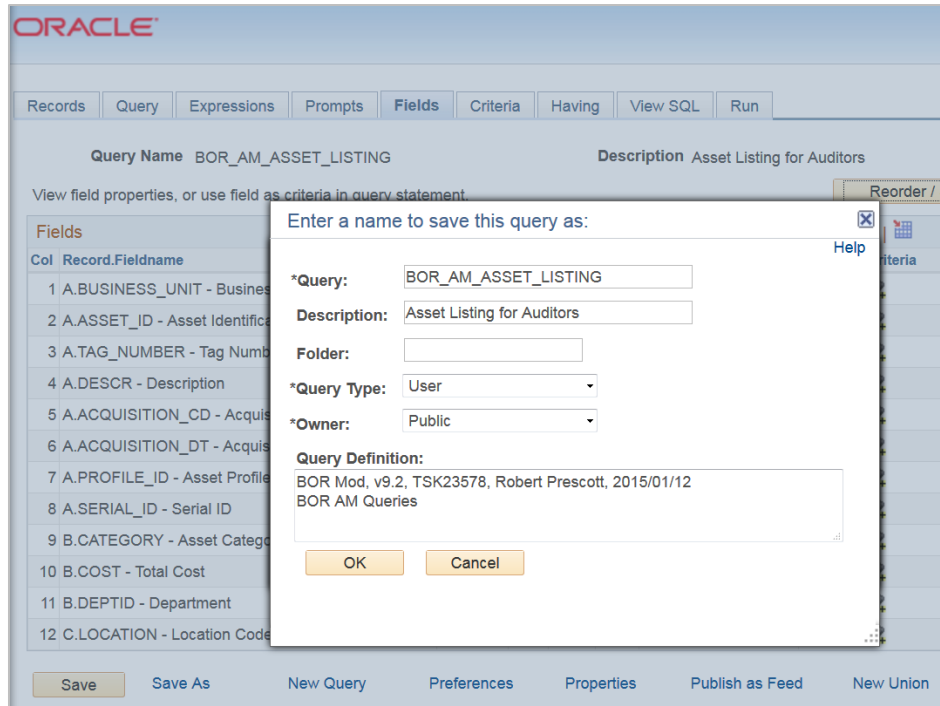 ORACLE
Records Query Expressions Prompts Fields Criteria Having View SQL Run
Query Name BOR_AM_ASSET_LISTING Description Asset Listing for Auditors
View field properties, or use field as criteria in query statement. Reorder /
Fields
Col Record.Fieldname
1 A.BUSINESS_UNIT - Busines
2 A.ASSET_ID - Asset Identifica
3 A.TAG_NUMBER - Tag Numb
4 A.DESCR - Description
5 A.ACQUISITION_CD - Acquis
6 A.ACQUISITION_DT - Acquis
7 A.PROFILE_ID - Asset Profile
8 A.SERIAL_ID - Serial ID
9 B.CATEGORY - Asset Catego
10 B.COST - Total Cost
11 B.DEPTID - Department
12 C.LOCATION - Location Code
iteria
Enter a name to save this query as:
Help
*Query: BOR_AM_ASSET_LISTING
Description: Asset Listing for Auditors
Folder:
*Query Type: User
*Owner: Public
Query Definition:
BOR Mod, v9.2, TSK23578, Robert Prescott, 2015/01/12
BOR AM Queries
OK Cancel
Save Save As New Query Preferences Properties Publish as Feed New Union